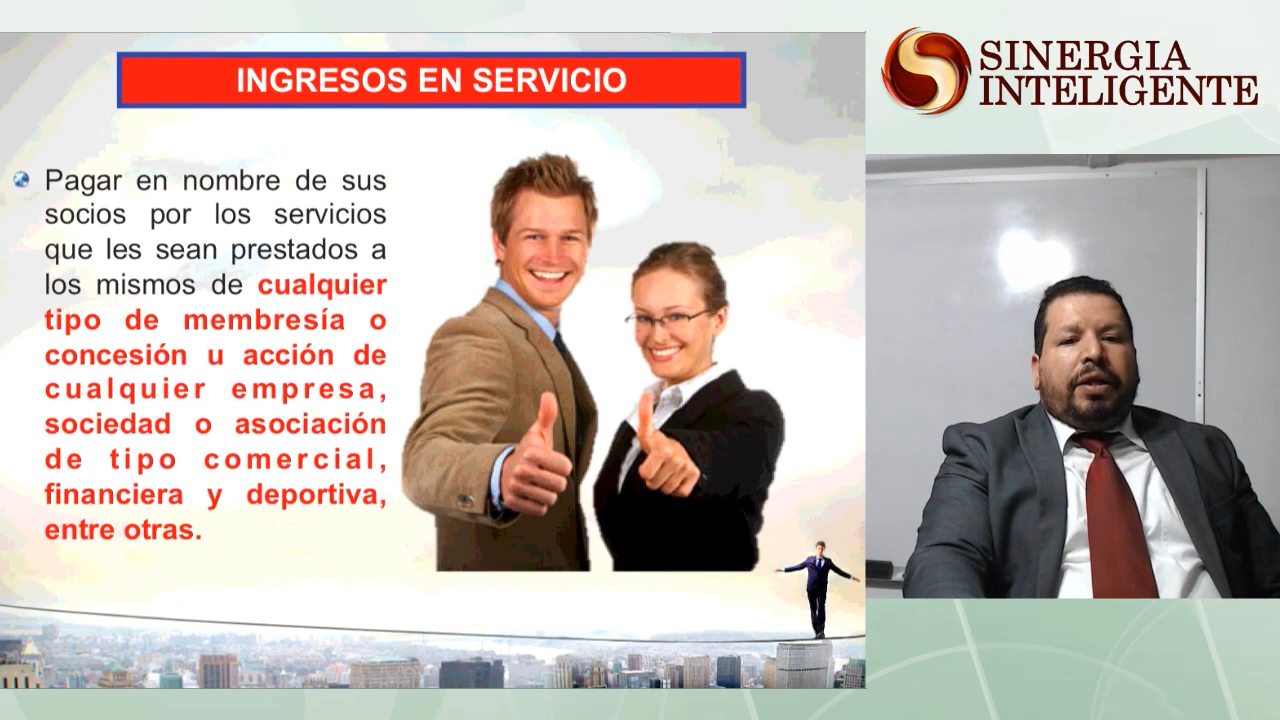 INGRESOS EN SERVICIO
Pagar en nombre de sus
socios por los servicios
que les sean prestados a
los mismos de cualquier
tipo de membresía o
concesión u acción de
cualquier empresa,
sociedad o asociación
de tipo comercial,
financiera y deportiva,
entre otras.
SINERGIA
INTELIGENTE